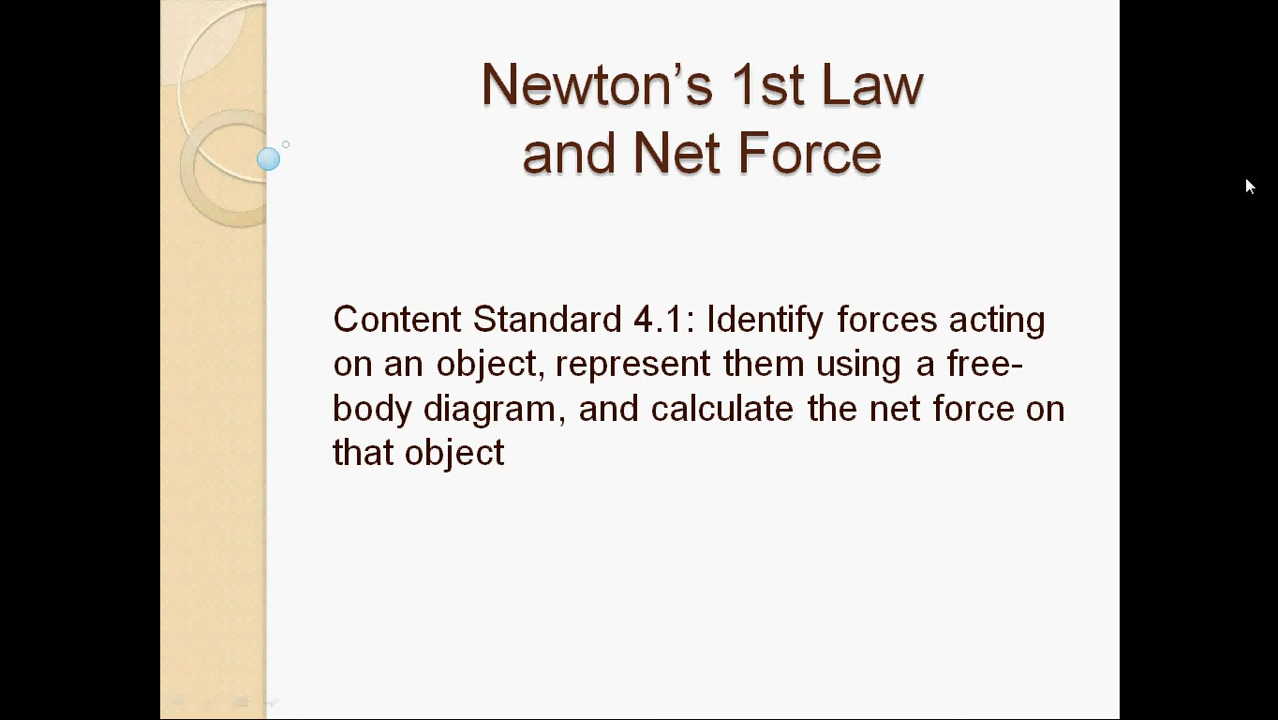 Newton’s 1st Law
and Net Force
Content Standard 4.1: Identify forces acting
on an object, represent them using a free-
body diagram, and calculate the net force on
that object